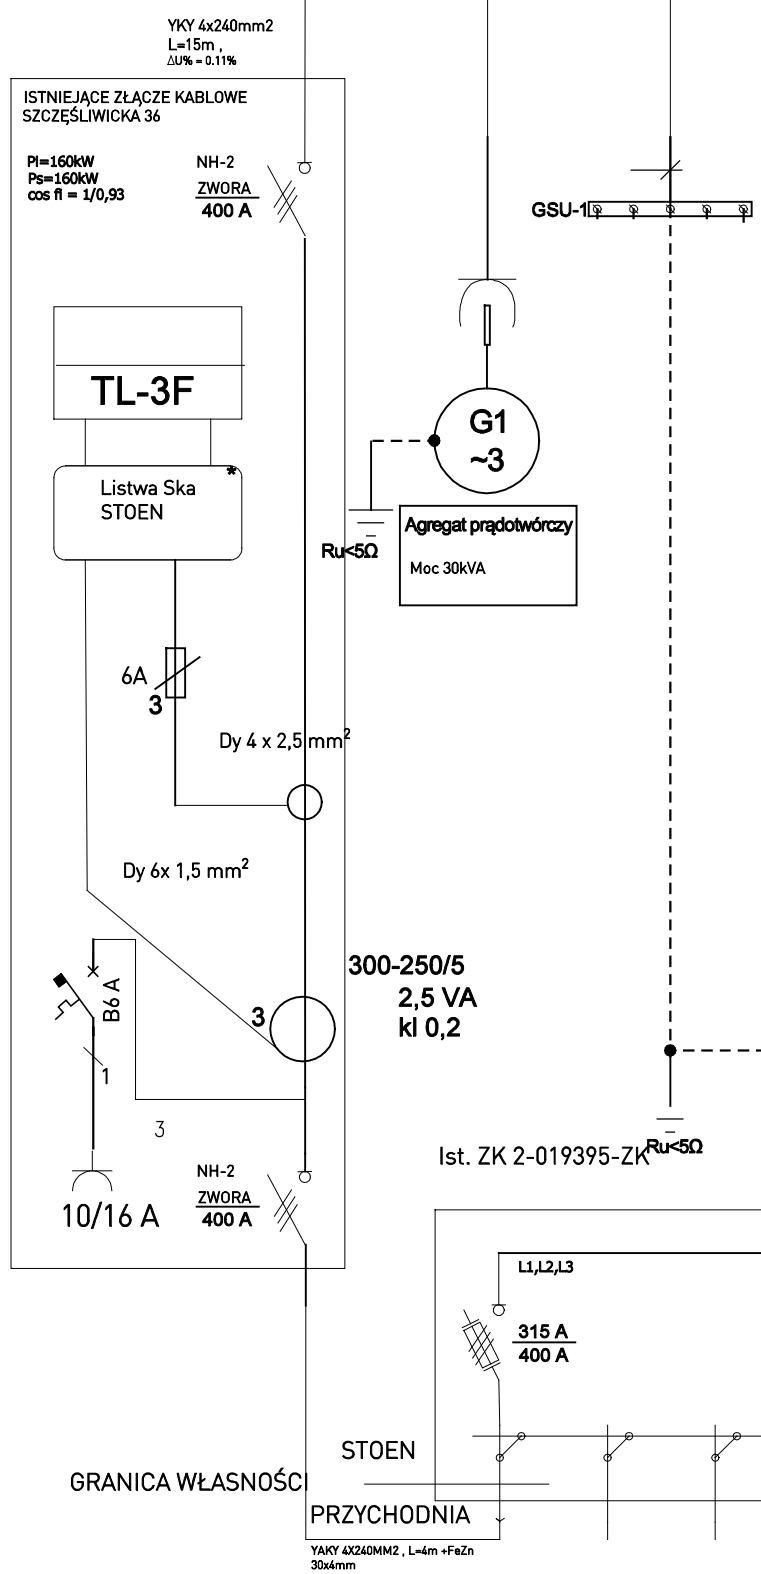 YKY 4x240mm2
L=15m ,
ΔU% = 0.11%
ISTNIEJĄCE ZŁĄCZE KABLOWE
SZCZĘŚLIWICKA 36
PI=160kW
Ps=160kW
cos fi = 1/0,93
NH-2
ZWORA
400 A
GSU-1
TL-3F
G1
~3
Listwa Ska *
STOEN
Agregat prądotwórczy
Moc 30kVA
Ru<5Ω
6A
3
Dy 4 x 2,5 mm²
Dy 6x 1,5 mm²
300-250/5
2,5 VA
kl 0,2
3
B6 A
1
3
Ist. ZK 2-019395-ZK
Ru<5Ω
NH-2
ZWORA
400 A
10/16 A
L1,L2,L3
315 A
400 A
STOEN
GRANICA WŁASNOŚCI
PRZYCHODNIA
YAKY 4X240MM2 , L=4m +FeZn
30x4mm